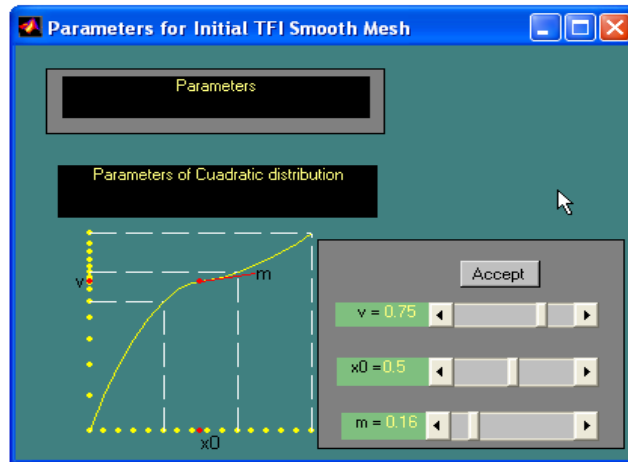 Parameters for Initial TFI Smooth Mesh
Parameters
Parameters of Cuadratic distribution
v
m
x0
Accept
v = 0.75
x0 =0.5
m = 0.16